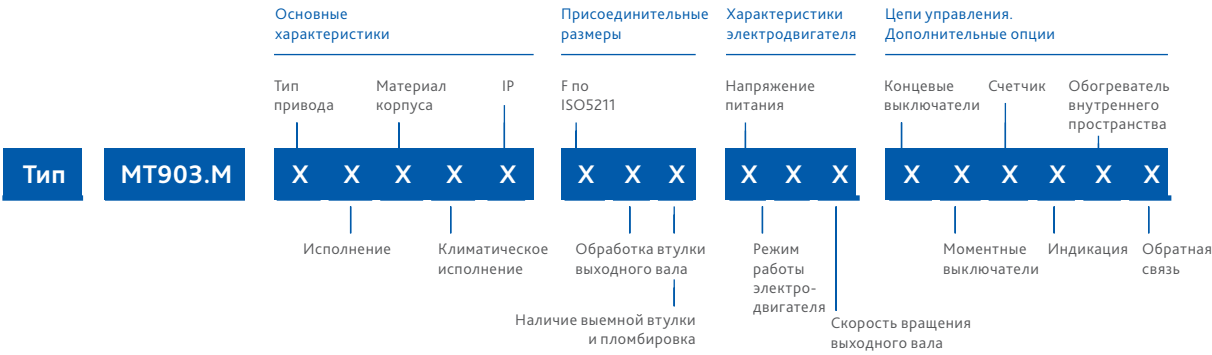 Основные
характеристики
Присоединительные
размеры
Характеристики
электродвигателя
Цепи управления.
Дополнительные опции
Тип
привода
Материал
корпуса
IP
F по
ISO5211
Напряжение
питания
Концевые
выключатели
Счетчик
Обогреватель
внутреннего
пространства
Тип
МТ903.М
X X X X X
X X X
X X X
X X X X X X
Исполнение
Климатическое
исполнение
Обработка втулки
выходного вала
Наличие выемной втулки
и пломбировка
Режим
работы
электро-
двигателя
Скорость вращения
выходного вала
Моментные
выключатели
Индикация
Обратная
связь